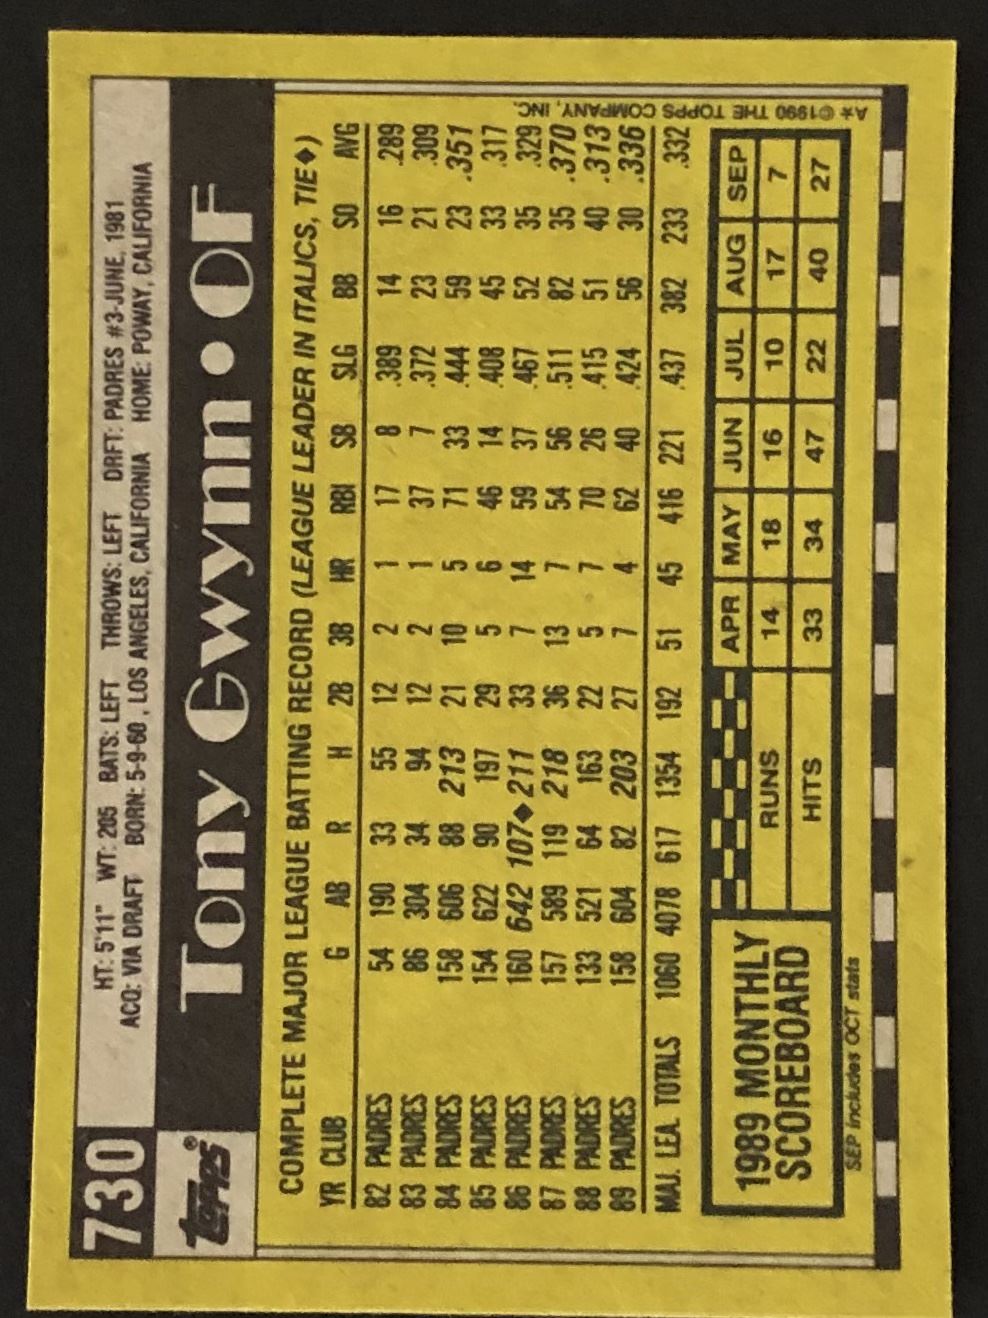 730
HT: 5'11" WT: 205 BATS: LEFT THROWS: LEFT DRFT: PADRES #3-JUNE, 1981
ACQ: VIA DRAFT BORN: 5-9-60, LOS ANGELES, CALIFORNIA HOME: POWAY, CALIFORNIA
topps®
Tony Gwynn • OF
COMPLETE MAJOR LEAGUE BATTING RECORD (LEAGUE LEADER IN ITALICS, TIE♦)
YR CLUB G AB R H 2B 3B HR RBI SB SLG BB SO AVG
82 PADRES 54 190 33 55 12 2 1 17 8 .389 14 16 .289
83 PADRES 86 304 34 94 12 2 1 37 7 .372 23 21 .309
84 PADRES 158 606 88 213 21 10 5 71 33 .444 59 23 .351
85 PADRES 154 622 90 197 29 5 6 46 14 .408 45 33 .317
86 PADRES 160 642 107♦ 211 33 7 14 59 37 .467 52 35 .329
87 PADRES 157 589 119 218 36 13 7 54 56 .511 82 35 .370
88 PADRES 133 521 64 163 22 5 7 70 26 .415 51 40 .313
89 PADRES 158 604 82 203 27 7 4 62 40 .424 56 30 .336
MAJ. LEA. TOTALS 1060 4078 617 1354 192 51 45 416 221 .437 382 233 .332
1989 MONTHLY
SCOREBOARD
APR MAY JUN JUL AUG SEP
RUNS 14 18 16 10 17 7
HITS 33 34 47 22 40 27
SEP includes OCT stats
A* ©1990 THE TOPPS COMPANY, INC.